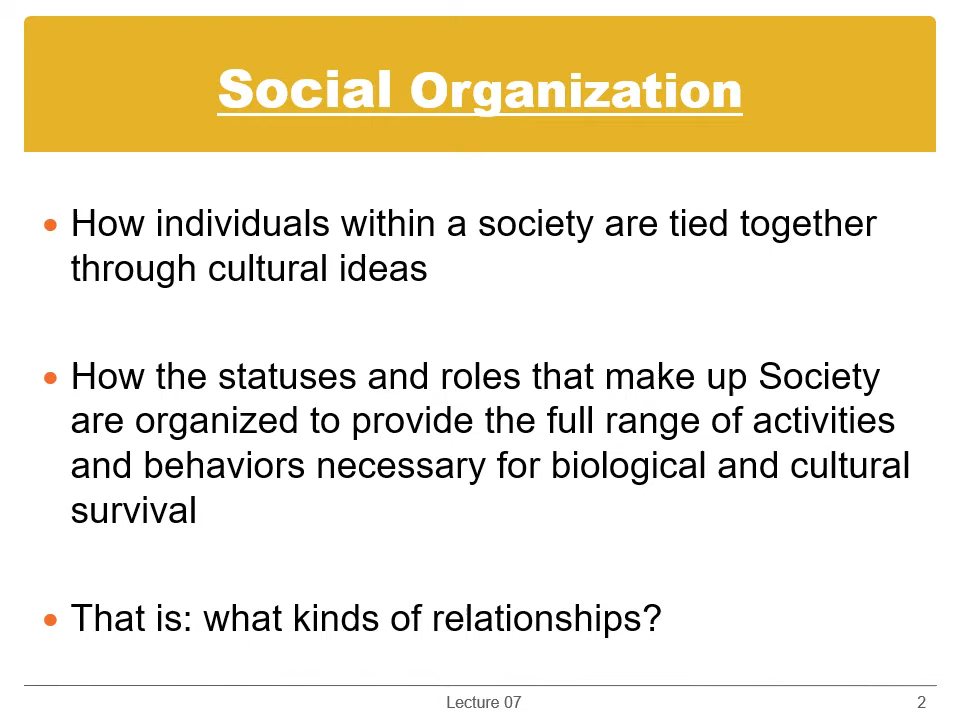 Social Organization
• How individuals within a society are tied together
through cultural ideas
• How the statuses and roles that make up Society
are organized to provide the full range of activities
and behaviors necessary for biological and cultural
survival
• That is: what kinds of relationships?
Lecture 07
2